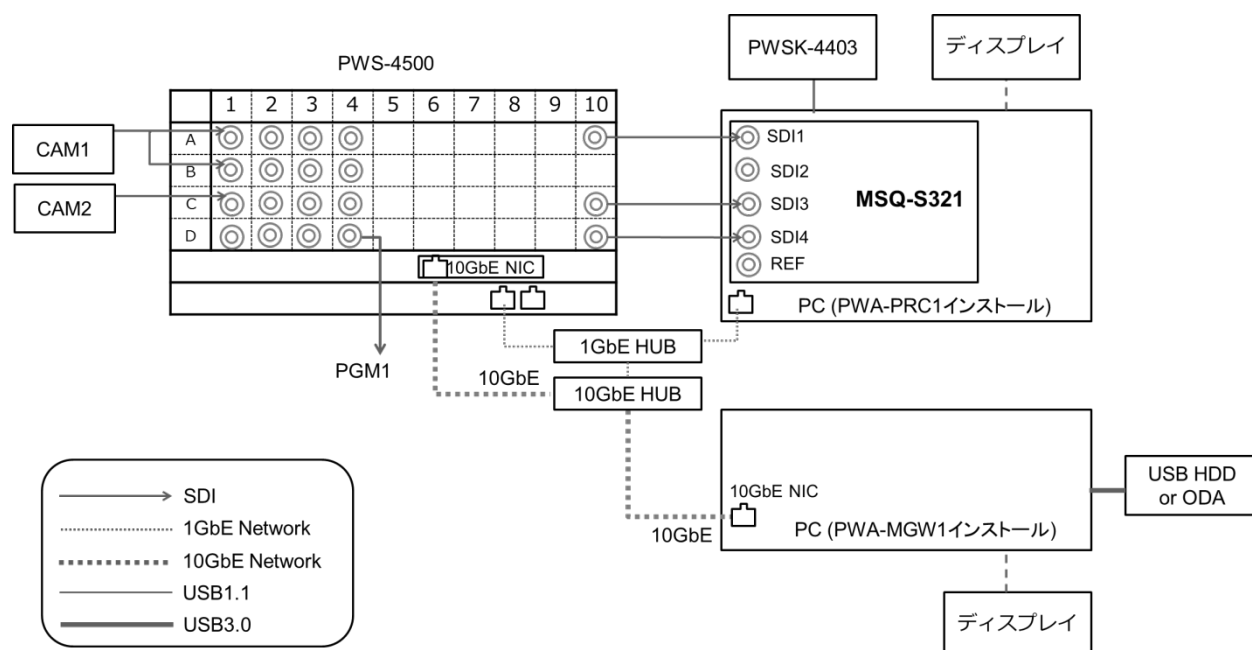 PWS-4500
PWSK-4403
ディスプレイ
1 2 3 4 5 6 7 8 9 10
A
B
C
D
CAM1
CAM2
SDI1
SDI2
SDI3
SDI4
REF
MSQ-S321
10GbE NIC
PC (PWA-PRC1インストール)
PGM1
1GbE HUB
10GbE
10GbE HUB
SDI
1GbE Network
10GbE Network
USB1.1
USB3.0
10GbE NIC
10GbE
PC (PWA-MGW1インストール)
USB HDD
or ODA
ディスプレイ